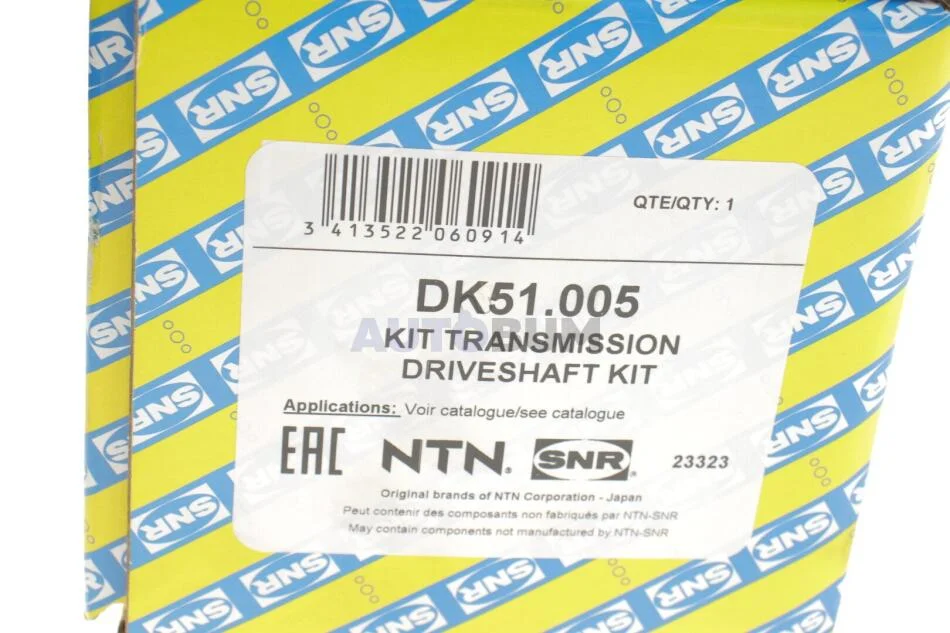 SNR
3 413522 060914
QTE/QTY: 1
DK51.005
AUTOBUM
KIT TRANSMISSION
DRIVESHAFT KIT
Applications: Voir catalogue/see catalogue
EAC NTN® SNR® 23323
Original brands of NTN Corporation - Japan
Peut contenir des composants non fabriqués par NTN-SNR
May contain components not manufactured by NTN-SNR